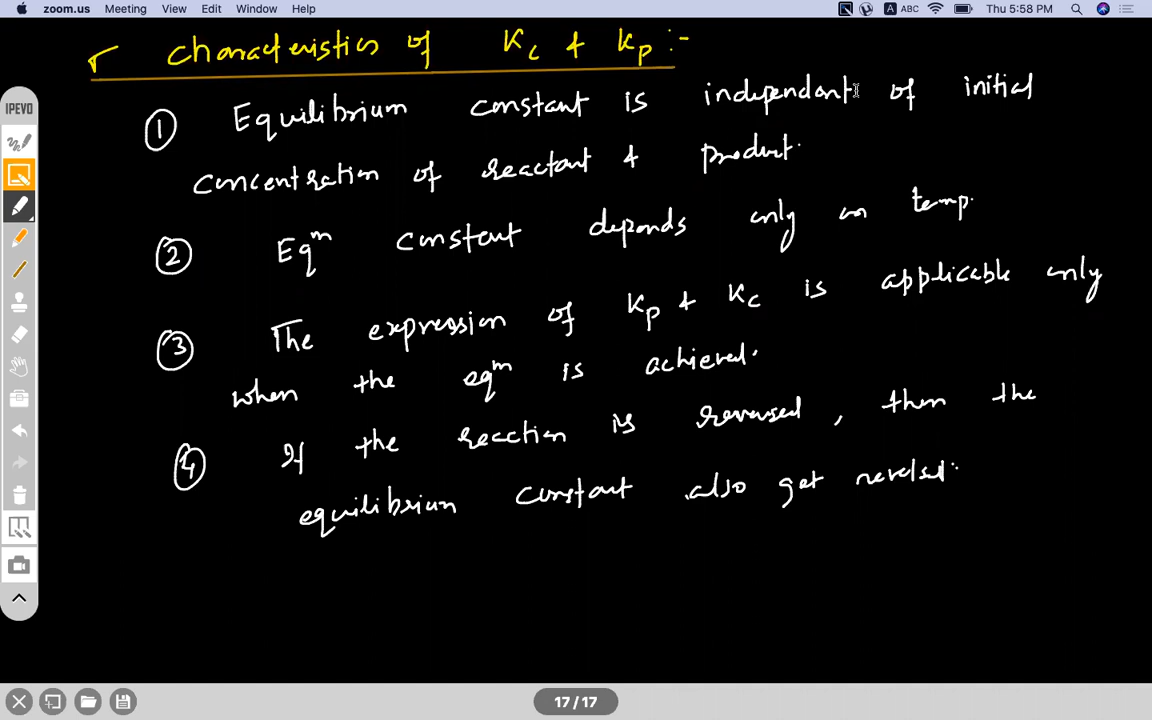 zoom.us Meeting View Edit Window Help
A ABC Thu 5:58 PM
Characteristics of Kc & Kp :-
IPEVO
① Equilibrium constant is independent of initial
concentration of reactant & product.
② Eqm constant depends only on temp.
③ The expression of Kp & Kc is applicable only
when the eqm is achieved.
④ If the reaction is reversed, then the
equilibrium constant also get reversed.
17/17